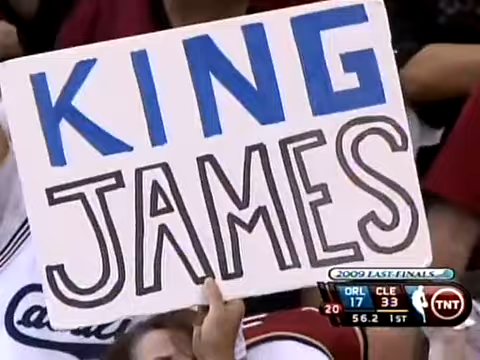 KING
JAMES
2009 EAST. FINALS
ORL CLE
17 33
20
TNT
56.2 1ST